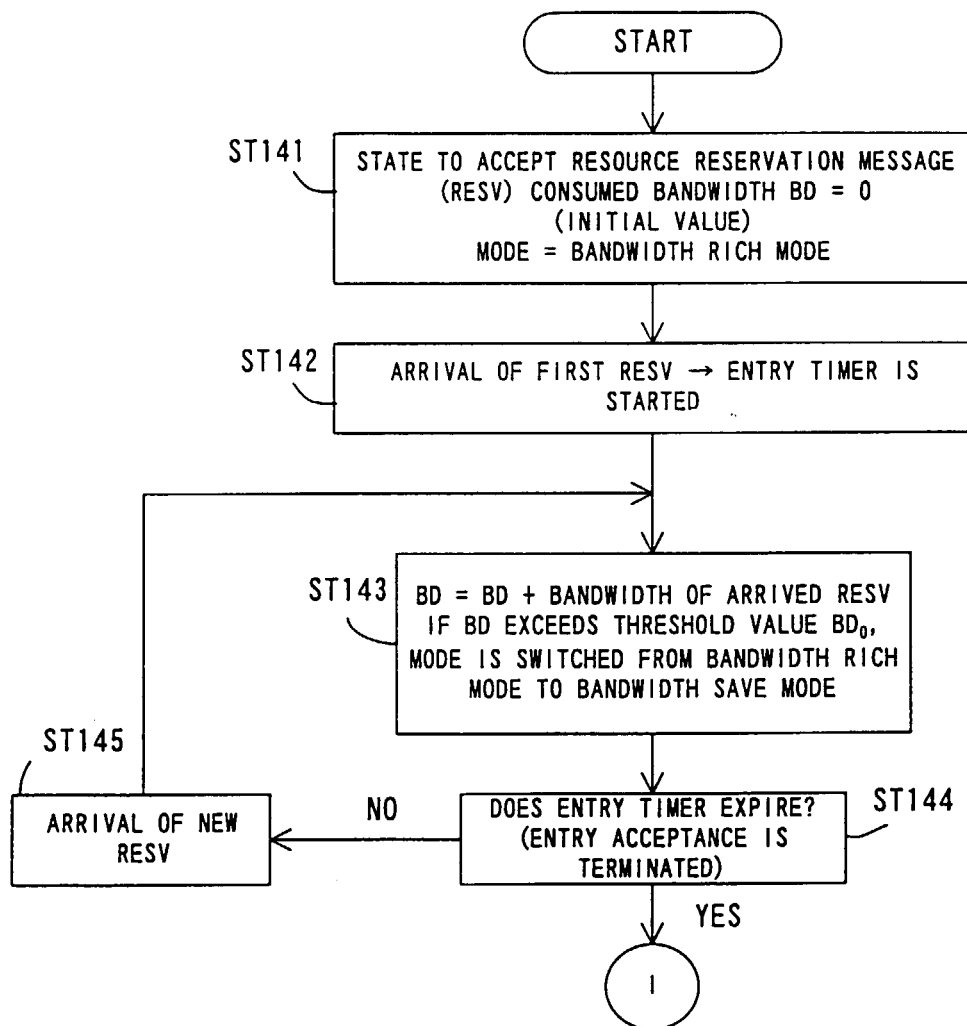 START
ST141
STATE TO ACCEPT RESOURCE RESERVATION MESSAGE
(RESV) CONSUMED BANDWIDTH BD = 0
(INITIAL VALUE)
MODE = BANDWIDTH RICH MODE
ST142
ARRIVAL OF FIRST RESV → ENTRY TIMER IS
STARTED
ST143
BD = BD + BANDWIDTH OF ARRIVED RESV
IF BD EXCEEDS THRESHOLD VALUE BD₀,
MODE IS SWITCHED FROM BANDWIDTH RICH
MODE TO BANDWIDTH SAVE MODE
ST145
ARRIVAL OF NEW
RESV
NO
DOES ENTRY TIMER EXPIRE?
(ENTRY ACCEPTANCE IS
TERMINATED)
ST144
YES
1